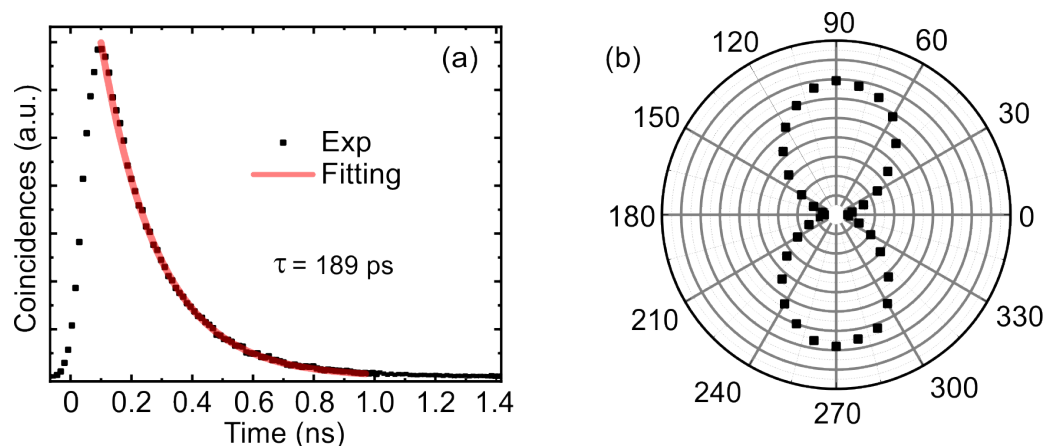 (a)
Exp
Fitting
τ = 189 ps
Coincidences (a.u.)
0 0.2 0.4 0.6 0.8 1.0 1.2 1.4
Time (ns)
(b)
90
120 60
150 30
180 0
210 330
240 300
270